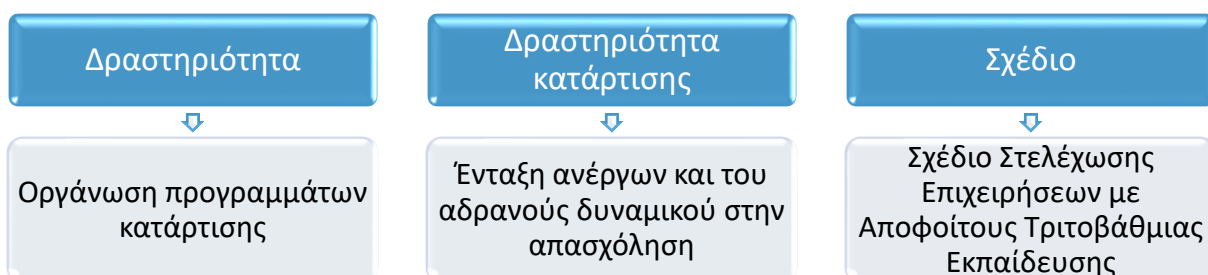 Δραστηριότητα
Οργάνωση προγραμμάτων
κατάρτισης
Δραστηριότητα
κατάρτισης
Ένταξη ανέργων και του
αδρανούς δυναμικού στην
απασχόληση
Σχέδιο
Σχέδιο Στελέχωσης
Επιχειρήσεων με
Αποφοίτους Τριτοβάθμιας
Εκπαίδευσης